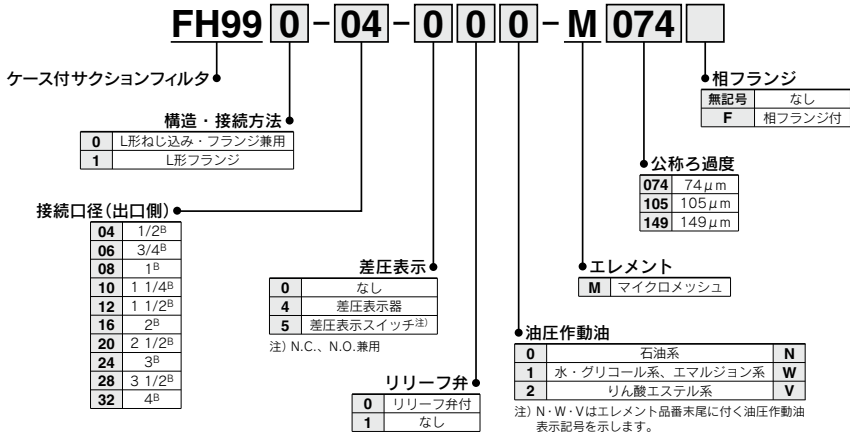 FH99 0 - 04 - 0 0 0 - M 074
ケース付サクションフィルタ
構造・接続方法
0 L形ねじ込み・フランジ兼用
1 L形フランジ
接続口径(出口側)
04 1/2B
06 3/4B
08 1B
10 1 1/4B
12 1 1/2B
16 2B
20 2 1/2B
24 3B
28 3 1/2B
32 4B
差圧表示
0 なし
4 差圧表示器
5 差圧表示スイッチ注)
注) N.C.、N.O.兼用
リリーフ弁
0 リリーフ弁付
1 なし
油圧作動油
0 石油系 N
1 水・グリコール系、エマルジョン系 W
2 りん酸エステル系 V
注) N・W・Vはエレメント品番末尾に付く油圧作動油
表示記号を示します。
エレメント
M マイクロメッシュ
公称ろ過度
074 74μm
105 105μm
149 149μm
相フランジ
無記号 なし
F 相フランジ付